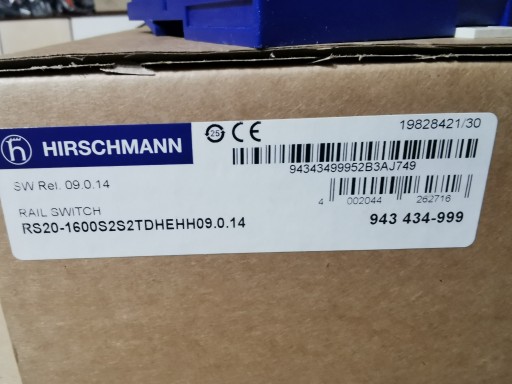 HIRSCHMANN
25
CE
19828421/30
94343499952B3AJ749
SW Rel. 09.0.14
4 002044 262716
RAIL SWITCH
RS20-1600S2S2TDHEHH09.0.14
943 434-999